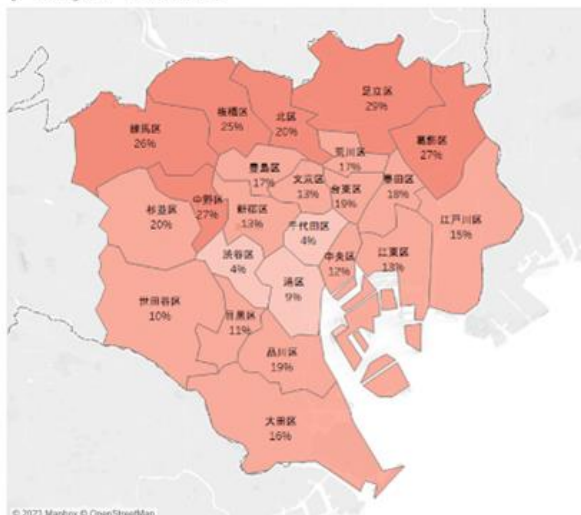 足立区
29%
板橋区
25%
北区
20%
練馬区
26%
葛飾区
27%
荒川区
17%
豊島区
17%
文京区
13%
台東区
19%
墨田区
18%
中野区
27%
杉並区
20%
新宿区
13%
千代田区
4%
江戸川区
15%
渋谷区
4%
中央区
12%
江東区
13%
港区
9%
世田谷区
10%
目黒区
11%
品川区
19%
大田区
16%
© 2023 Mapbox © OpenStreetMap